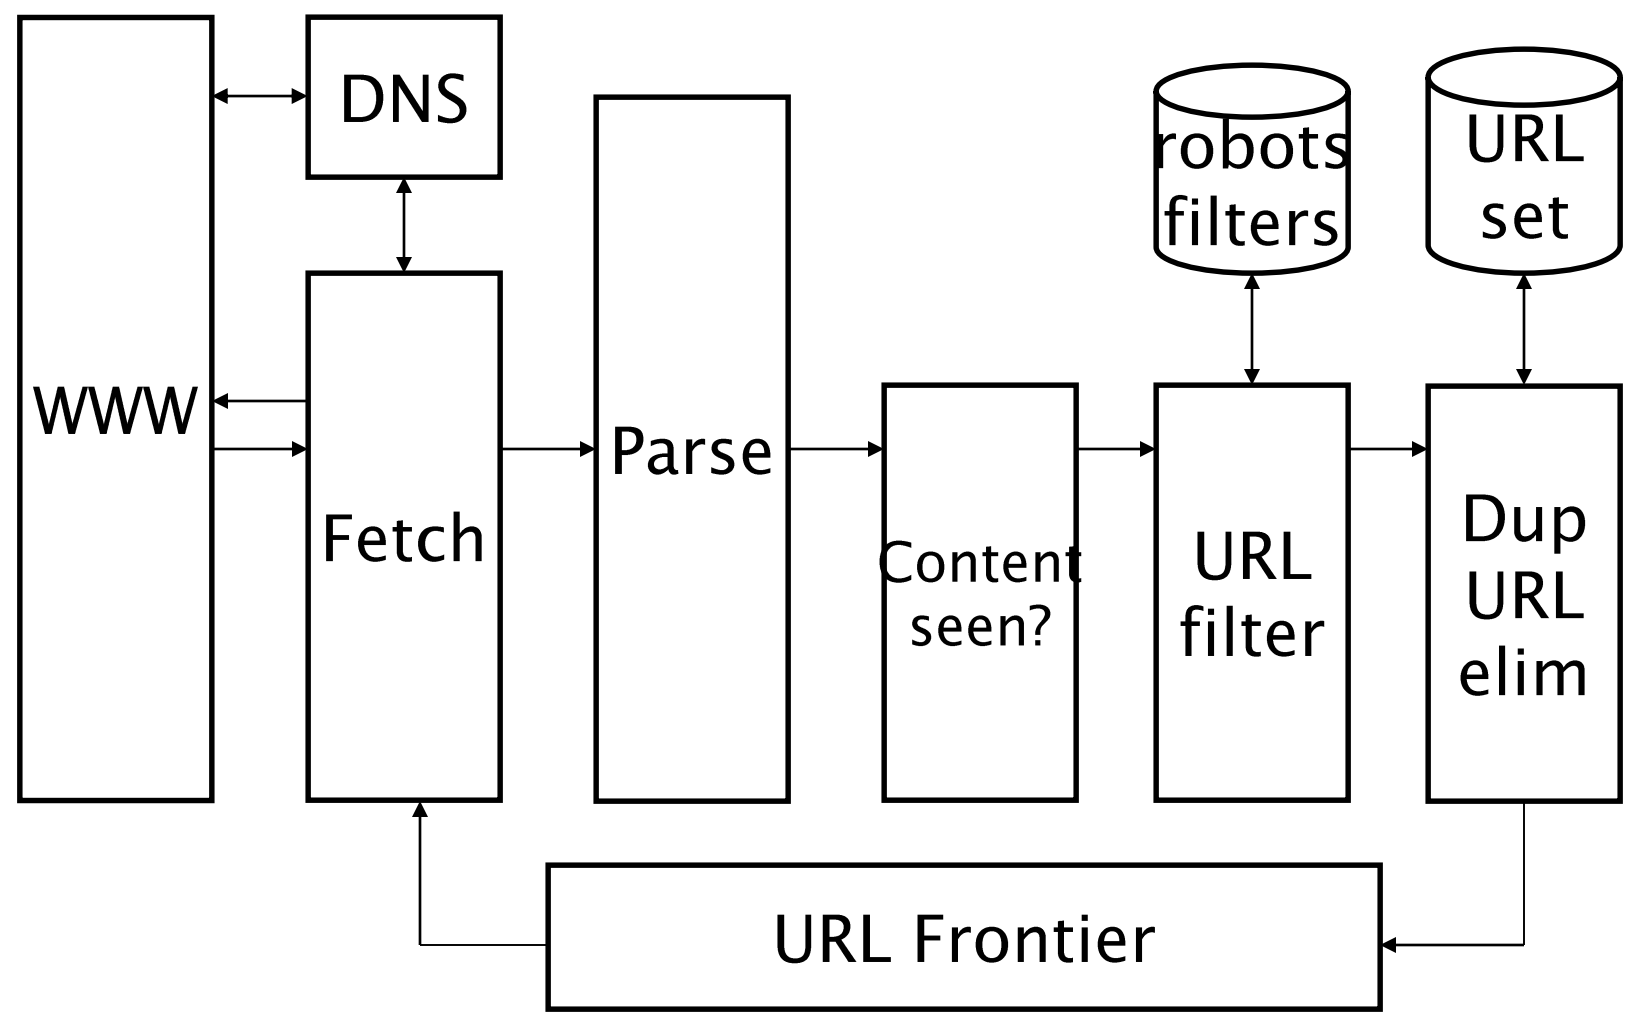 DNS
robots
filters
URL
set
WWW
Fetch
Parse
Content
seen?
URL
filter
Dup
URL
elim
URL Frontier